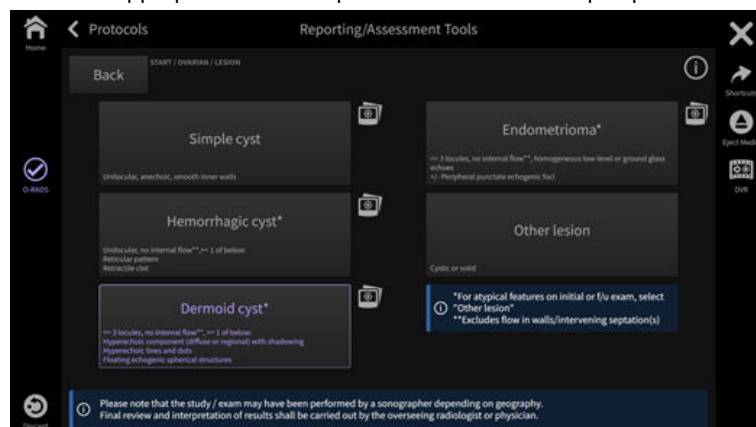 Home
Protocols
Reporting/Assessment Tools
Back
START / OVARIAN / LESION
Shortcuts
Simple cyst
Unilocular, anechoic, smooth inner walls
Endometrioma*
<= 3 locules, no internal flow**, homogeneous low-level or ground glass
echoes
+/- Peripheral punctate echogenic foci
Eject Media
DVR
O-RADS
Hemorrhagic cyst*
Unilocular, no internal flow**,>= 1 of below:
Reticular pattern
Retractile clot
Other lesion
Cystic or solid
Dermoid cyst*
<= 3 locules, no internal flow**, >= 1 of below:
Hyperechoic component (diffuse or regional) with shadowing
Hyperechoic lines and dots
Floating echogenic spherical structures
*For atypical features on initial or f/u exam, select
"Other lesion"
**Excludes flow in walls/intervening septation(s)
Please note that the study / exam may have been performed by a sonographer depending on geography.
Final review and interpretation of results shall be carried out by the overseeing radiologist or physician.